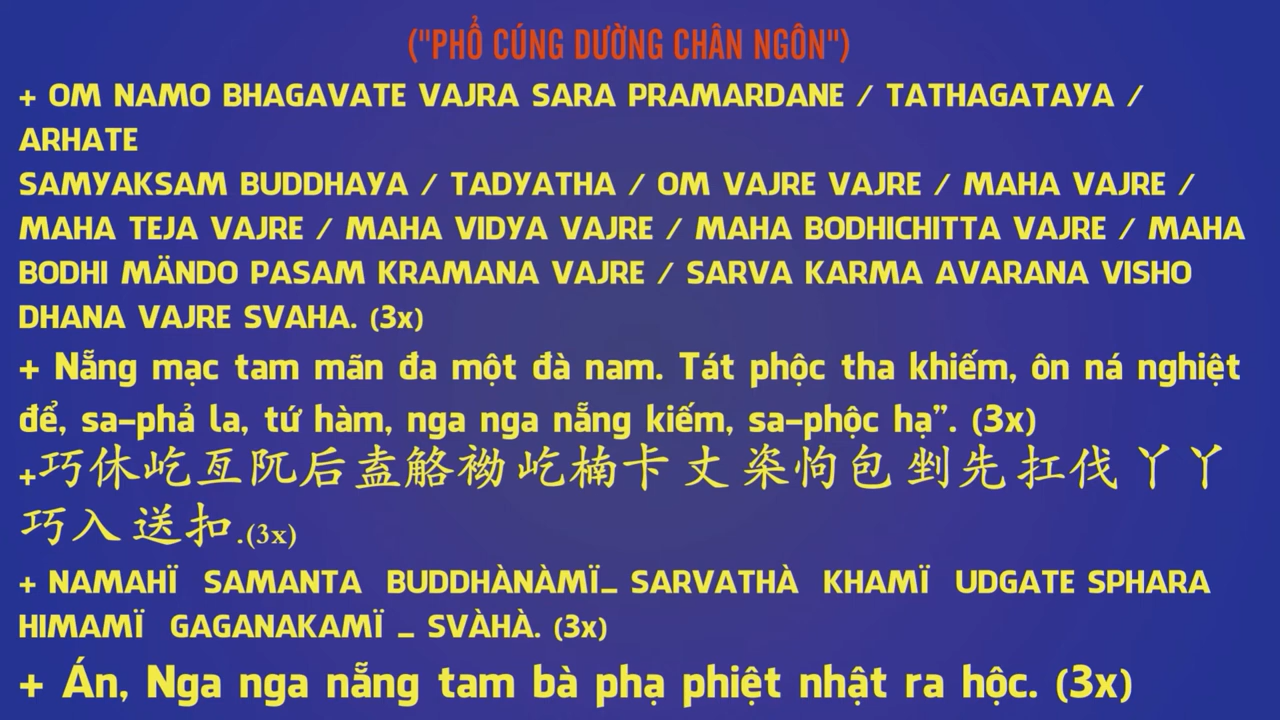 ("PHỔ CÚNG DƯỜNG CHÂN NGÔN")
+ OM NAMO BHAGAVATE VAJRA SARA PRAMARDANE / TATHAGATAYA /
ARHATE
SAMYAKSAM BUDDHAYA / TADYATHA / OM VAJRE VAJRE / MAHA VAJRE /
MAHA TEJA VAJRE / MAHA VIDYA VAJRE / MAHA BODHICHITTA VAJRE / MAHA
BODHI MÄNDO PASAM KRAMANA VAJRE / SARVA KARMA AVARANA VISHO
DHANA VAJRE SVAHA. (3x)
+ Nẵng mạc tam mãn đa một đà nam. Tát phộc tha khiếm, ôn ná nghiệt
để, sa-phả la, tứ hàm, nga nga nẵng kiếm, sa-phộc hạ”. (3x)
+巧休屹亙阢后盍觡袎屹楠卡丈 恣恦包 剉先扛伐丫丫
巧入送扣.(3x)
+ NAMAHÏ SAMANTA BUDDHÀNÀMÏ_ SARVATHÀ KHAMÏ UDGATE SPHARA
HIMAMÏ GAGANAKAMÏ _ SVÀHÀ. (3x)
+ Án, Nga nga nẵng tam bà phạ phiệt nhật ra hộc. (3x)